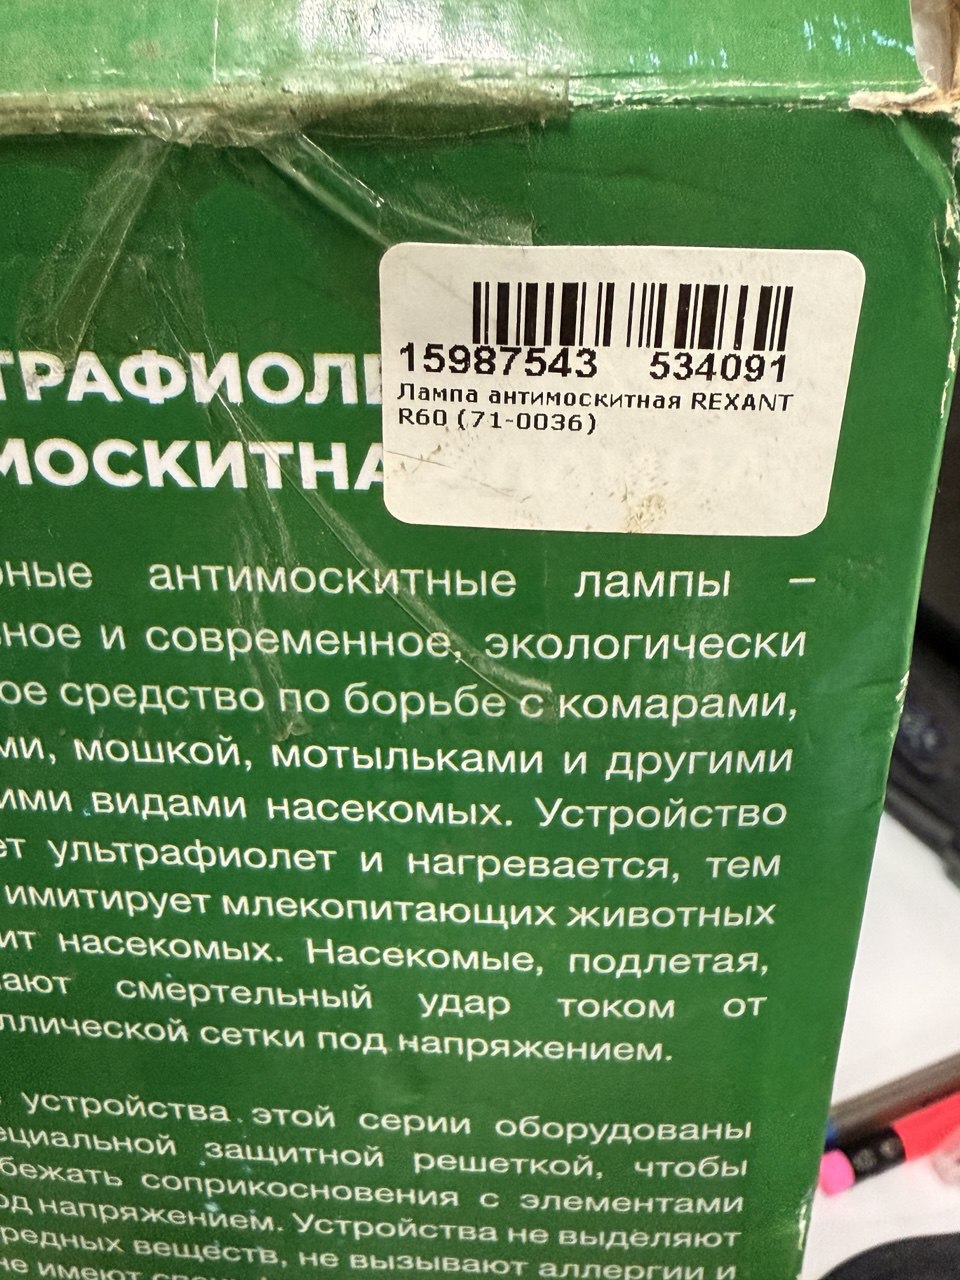 15987543 534091
Лампа антимоскитная REXANT
R60 (71-0036)
ТРАФИОЛ
МОСКИТНА
ные антимоскитные лампы –
ное и современное, экологически
ое средство по борьбе с комарами,
ми, мошкой, мотыльками и другими
ими видами насекомых. Устройство
ет ультрафиолет и нагревается, тем
имитирует млекопитающих животных
ит насекомых. Насекомые, подлетая,
ают смертельный удар током от
ллической сетки под напряжением.
устройства этой серии оборудованы
ециальной защитной решеткой, чтобы
бежать соприкосновения с элементами
од напряжением. Устройства не выделяют
редных веществ, не вызывают аллергии и
не имеют